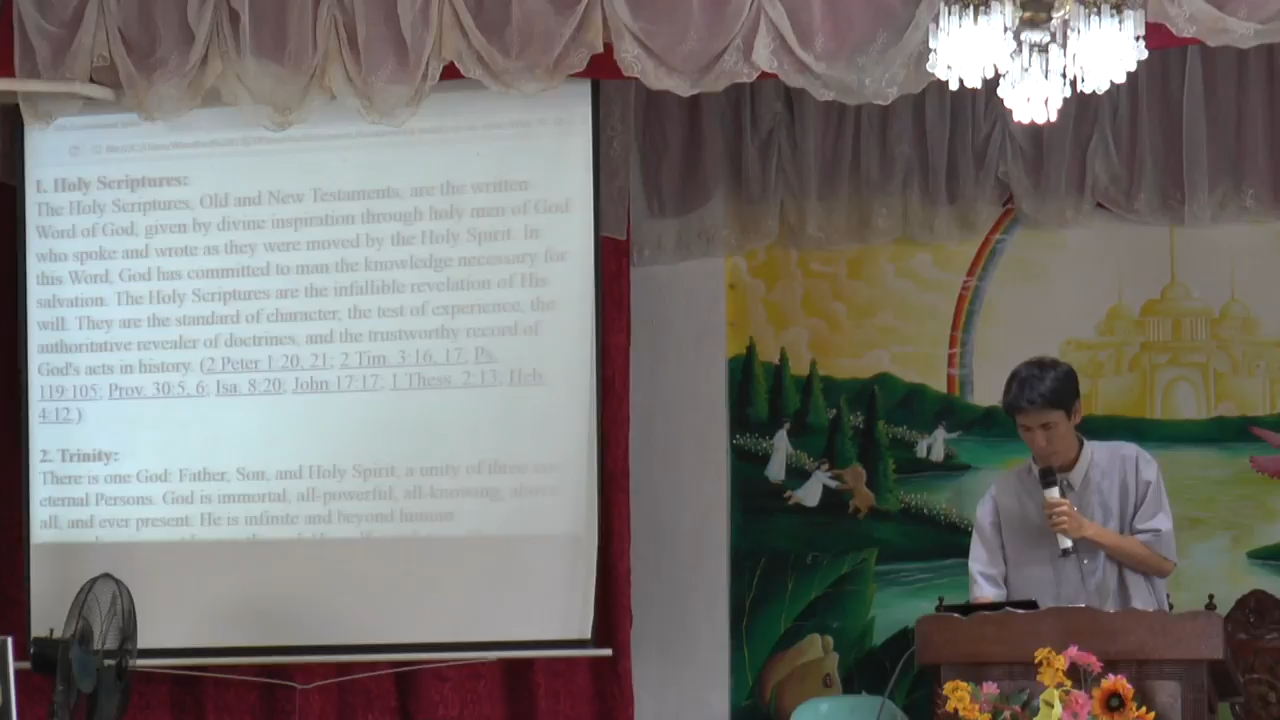 1. Holy Scriptures:
The Holy Scriptures, Old and New Testaments, are the written
Word of God, given by divine inspiration through holy men of God
who spoke and wrote as they were moved by the Holy Spirit. In
this Word, God has committed to man the knowledge necessary for
salvation. The Holy Scriptures are the infallible revelation of His
will. They are the standard of character, the test of experience, the
authoritative revealer of doctrines, and the trustworthy record of
God's acts in history. (2 Peter 1:20, 21; 2 Tim. 3:16, 17; Ps.
119:105; Prov. 30:5, 6; Isa. 8:20; John 17:17; 1 Thess. 2:13; Heb.
4:12.)
2. Trinity:
There is one God: Father, Son, and Holy Spirit, a unity of three
eternal Persons. God is immortal, all-powerful, all-knowing, above
all, and ever present. He is infinite and beyond human